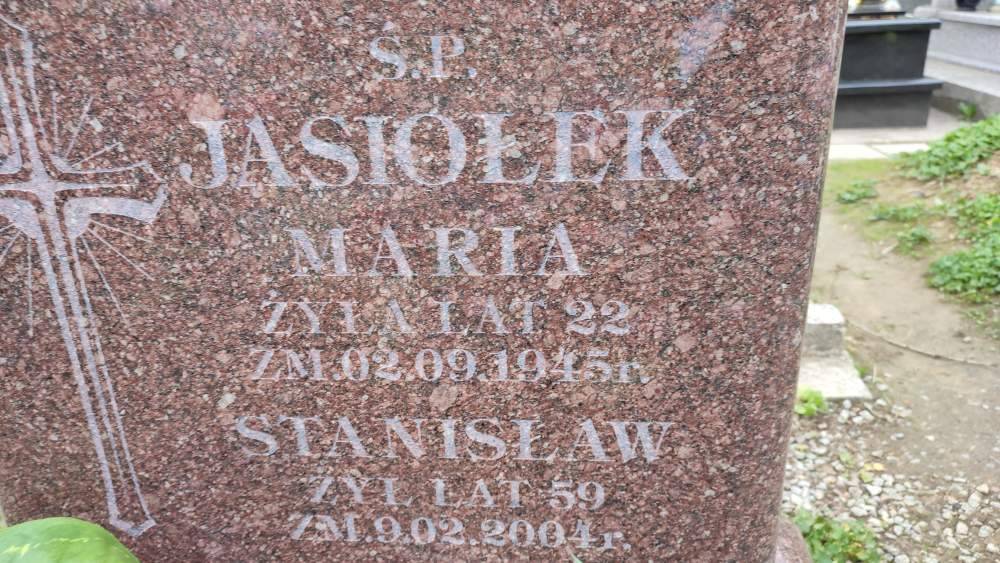 Ś.P.
JASIOŁEK
MARIA
ŻYŁA LAT 22
ZM.02.09.1945r.
STANISŁAW
ŻYŁ LAT 59
ZM.9.02.2004r.